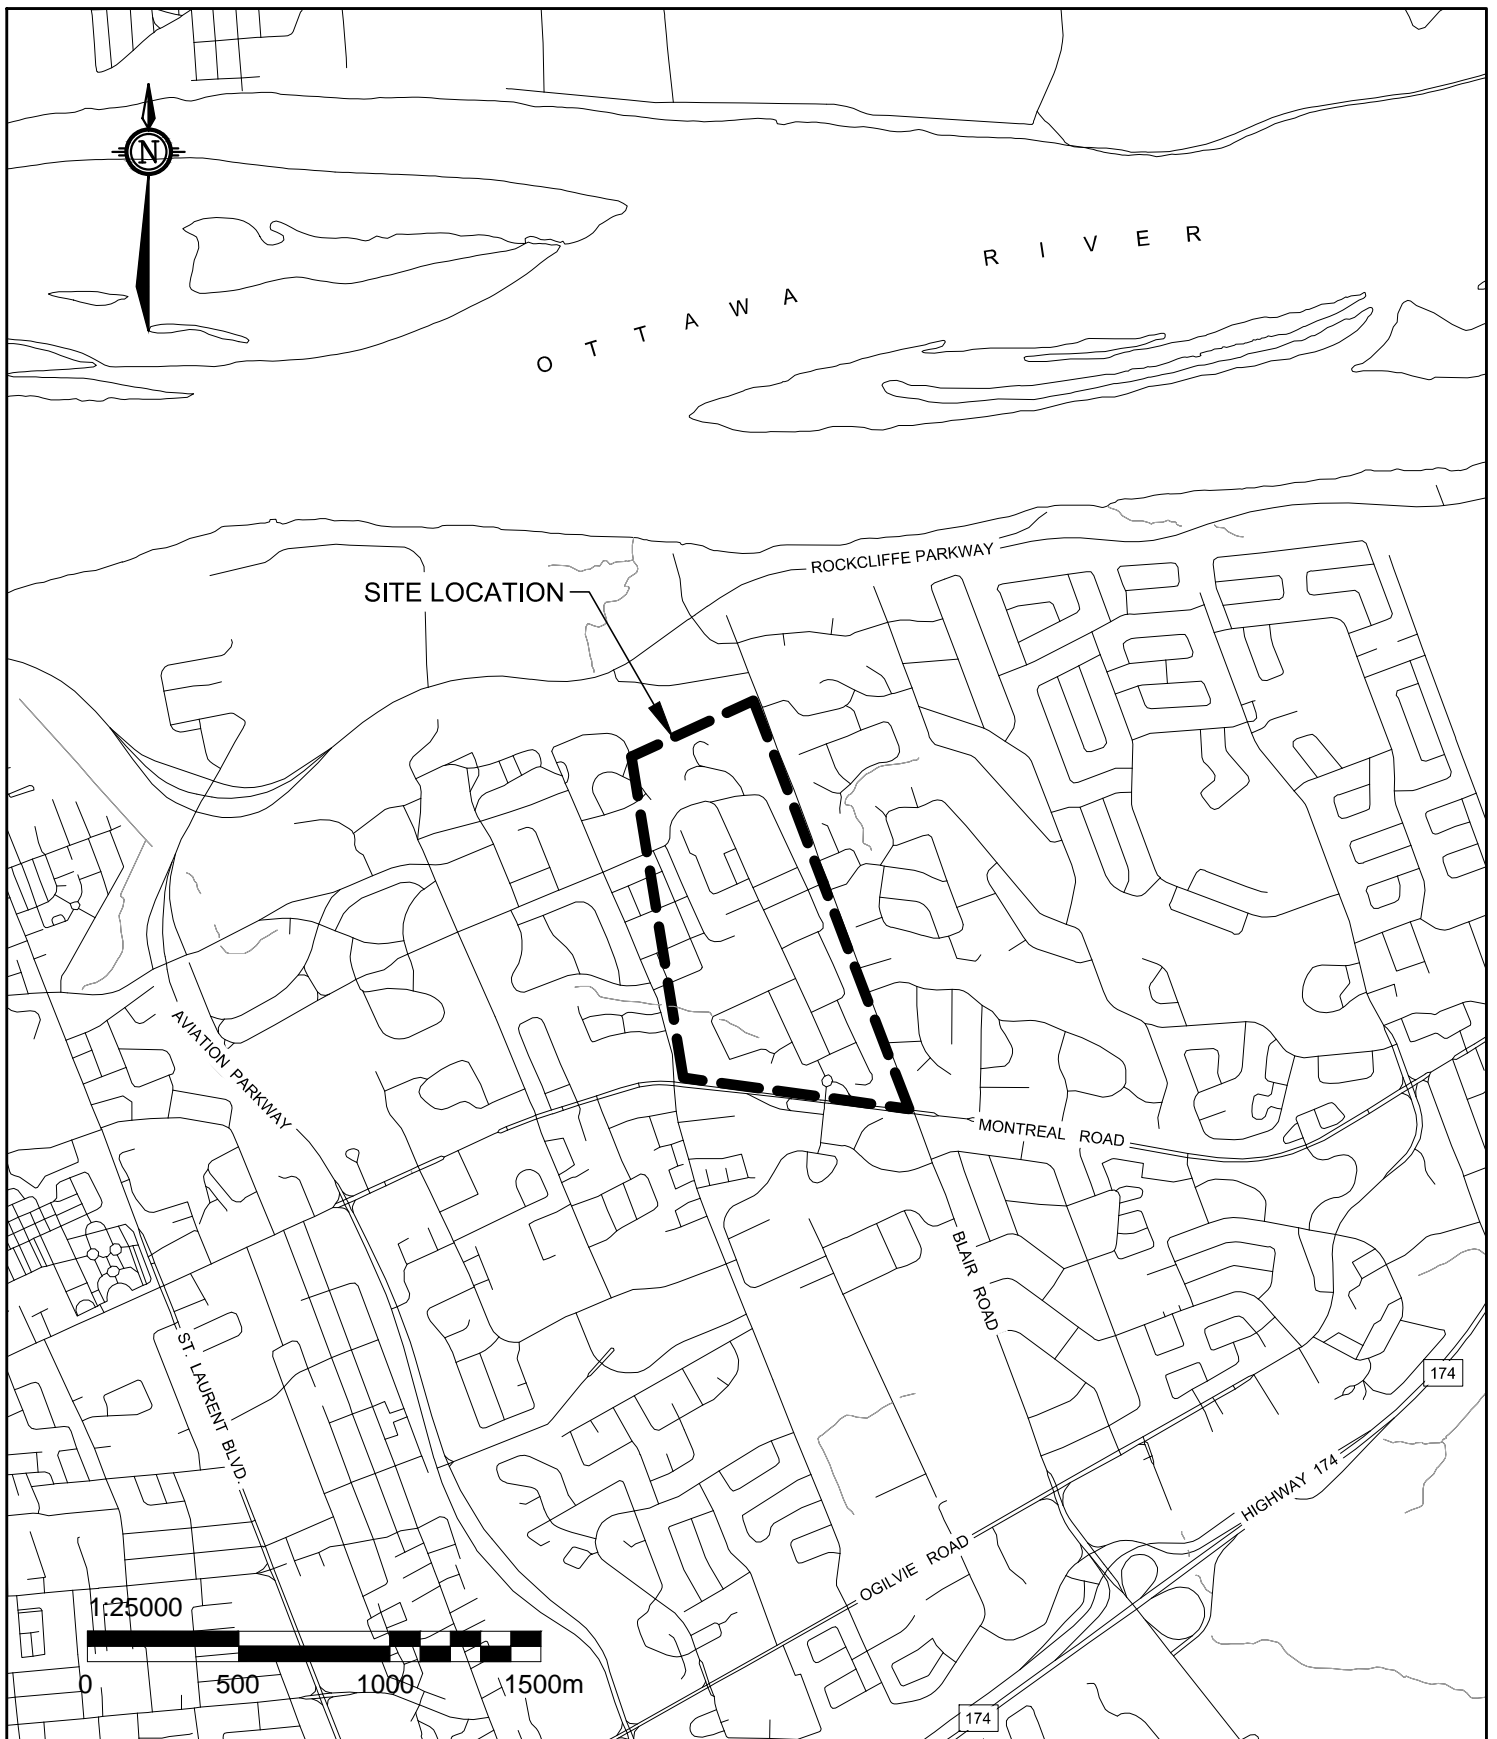 N
OTTAWA RIVER
ROCKCLIFFE PARKWAY
SITE LOCATION
AVIATION PARKWAY
MONTREAL ROAD
BLAIR ROAD
ST. LAURENT BLVD.
174
HIGHWAY 174
OGILVIE ROAD
1:25000
0 500 1000 1500m
174